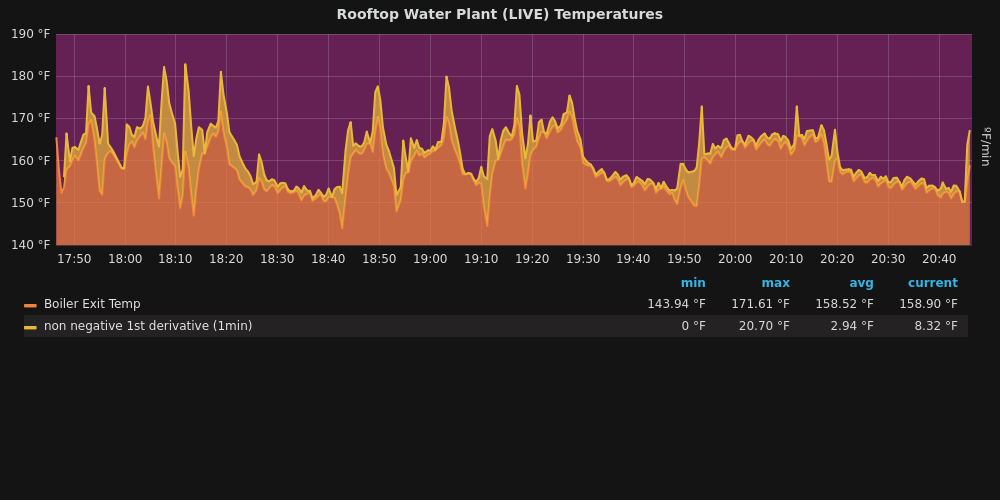 Rooftop Water Plant (LIVE) Temperatures
190 °F
180 °F
170 °F
160 °F
150 °F
140 °F
ºF/min
17:50 18:00 18:10 18:20 18:30 18:40 18:50 19:00 19:10 19:20 19:30 19:40 19:50 20:00 20:10 20:20 20:30 20:40
min max avg current
Boiler Exit Temp 143.94 °F 171.61 °F 158.52 °F 158.90 °F
non negative 1st derivative (1min) 0 °F 20.70 °F 2.94 °F 8.32 °F